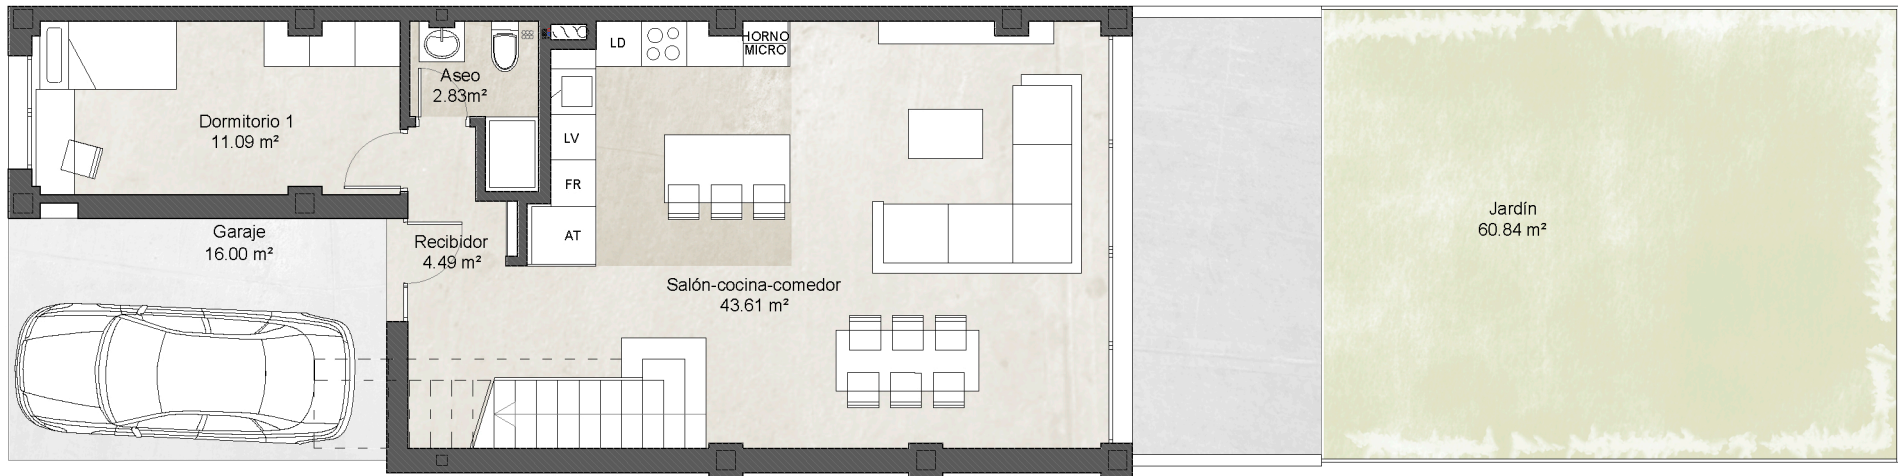 LD
HORNO
MICRO
Aseo
2.83m²
Dormitorio 1
11.09 m²
LV
FR
AT
Garaje
16.00 m²
Recibidor
4.49 m²
Salón-cocina-comedor
43.61 m²
Jardín
60.84 m²